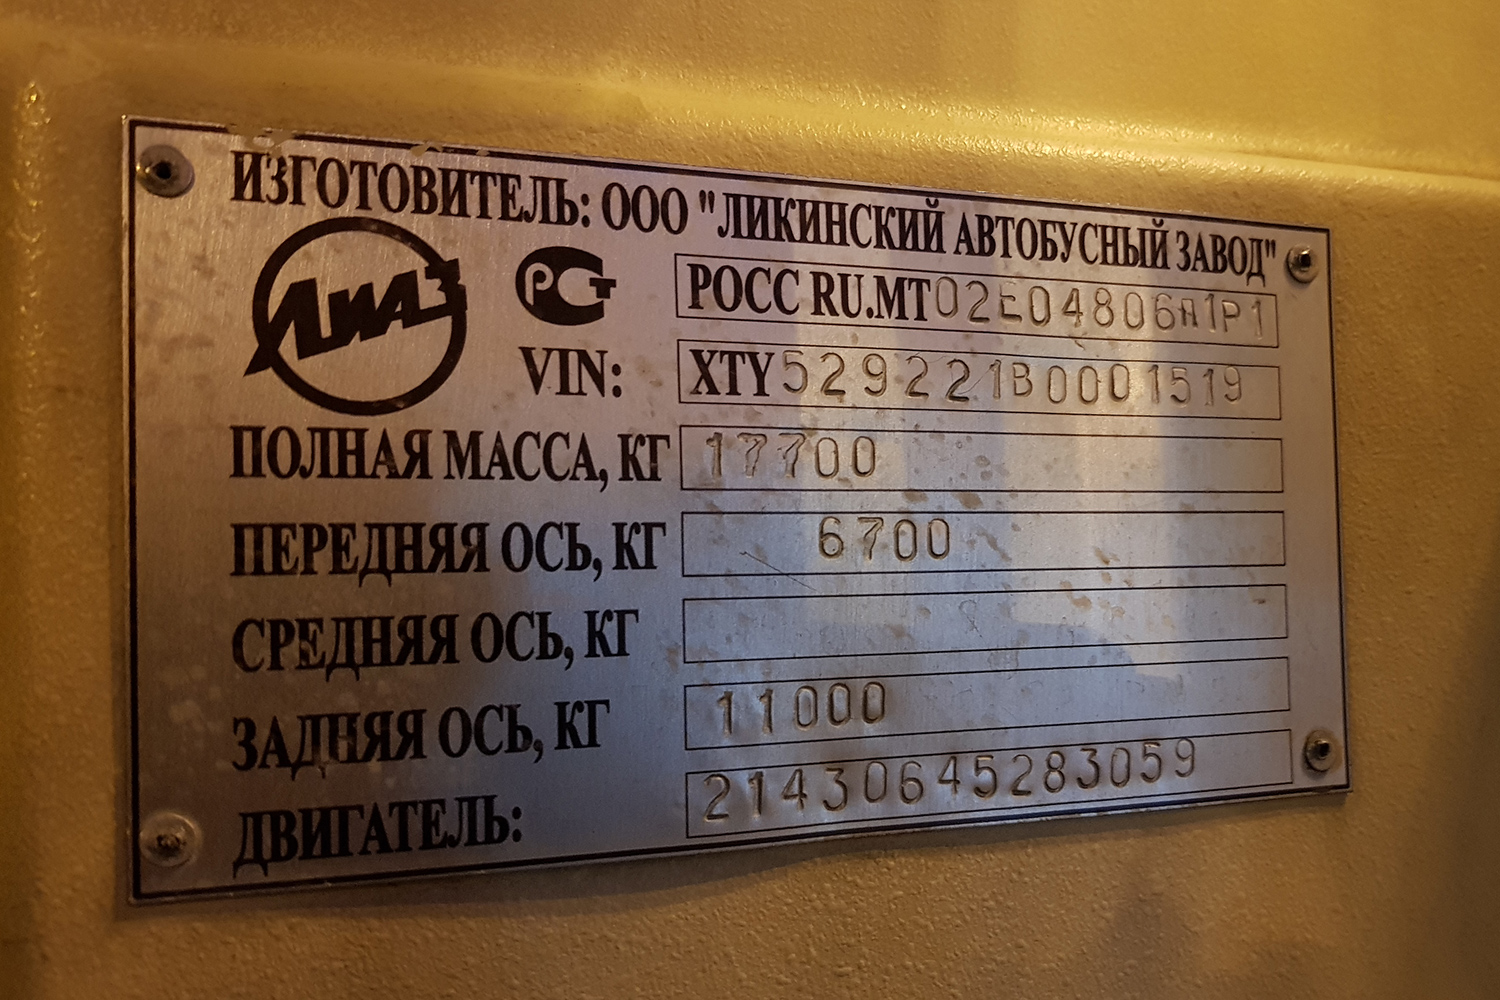 ИЗГОТОВИТЕЛЬ: ООО "ЛИКИНСКИЙ АВТОБУСНЫЙ ЗАВОД"
ЛИАЗ РСТ РОСС RU.MT02E04806A1P1
VIN: XTY529221B0001519
ПОЛНАЯ МАССА, КГ 17700
ПЕРЕДНЯЯ ОСЬ, КГ 6700
СРЕДНЯЯ ОСЬ, КГ
ЗАДНЯЯ ОСЬ, КГ 11000
ДВИГАТЕЛЬ: 21430645283059